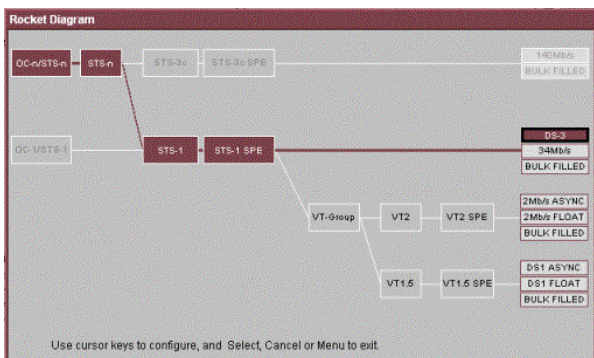 Rocket Diagram
OC-n/STS-n STS-n STS-3c STS-3c SPE 140Mb/s
BULK FILLED
OC-1/STS-1 STS-1 STS-1 SPE DS-3
34Mb/s
BULK FILLED
VT-Group VT2 VT2 SPE 2Mb/s ASYNC
2Mb/s FLOAT
BULK FILLED
VT1.5 VT1.5 SPE DS1 ASYNC
DS1 FLOAT
BULK FILLED
Use cursor keys to configure, and Select, Cancel or Menu to exit.